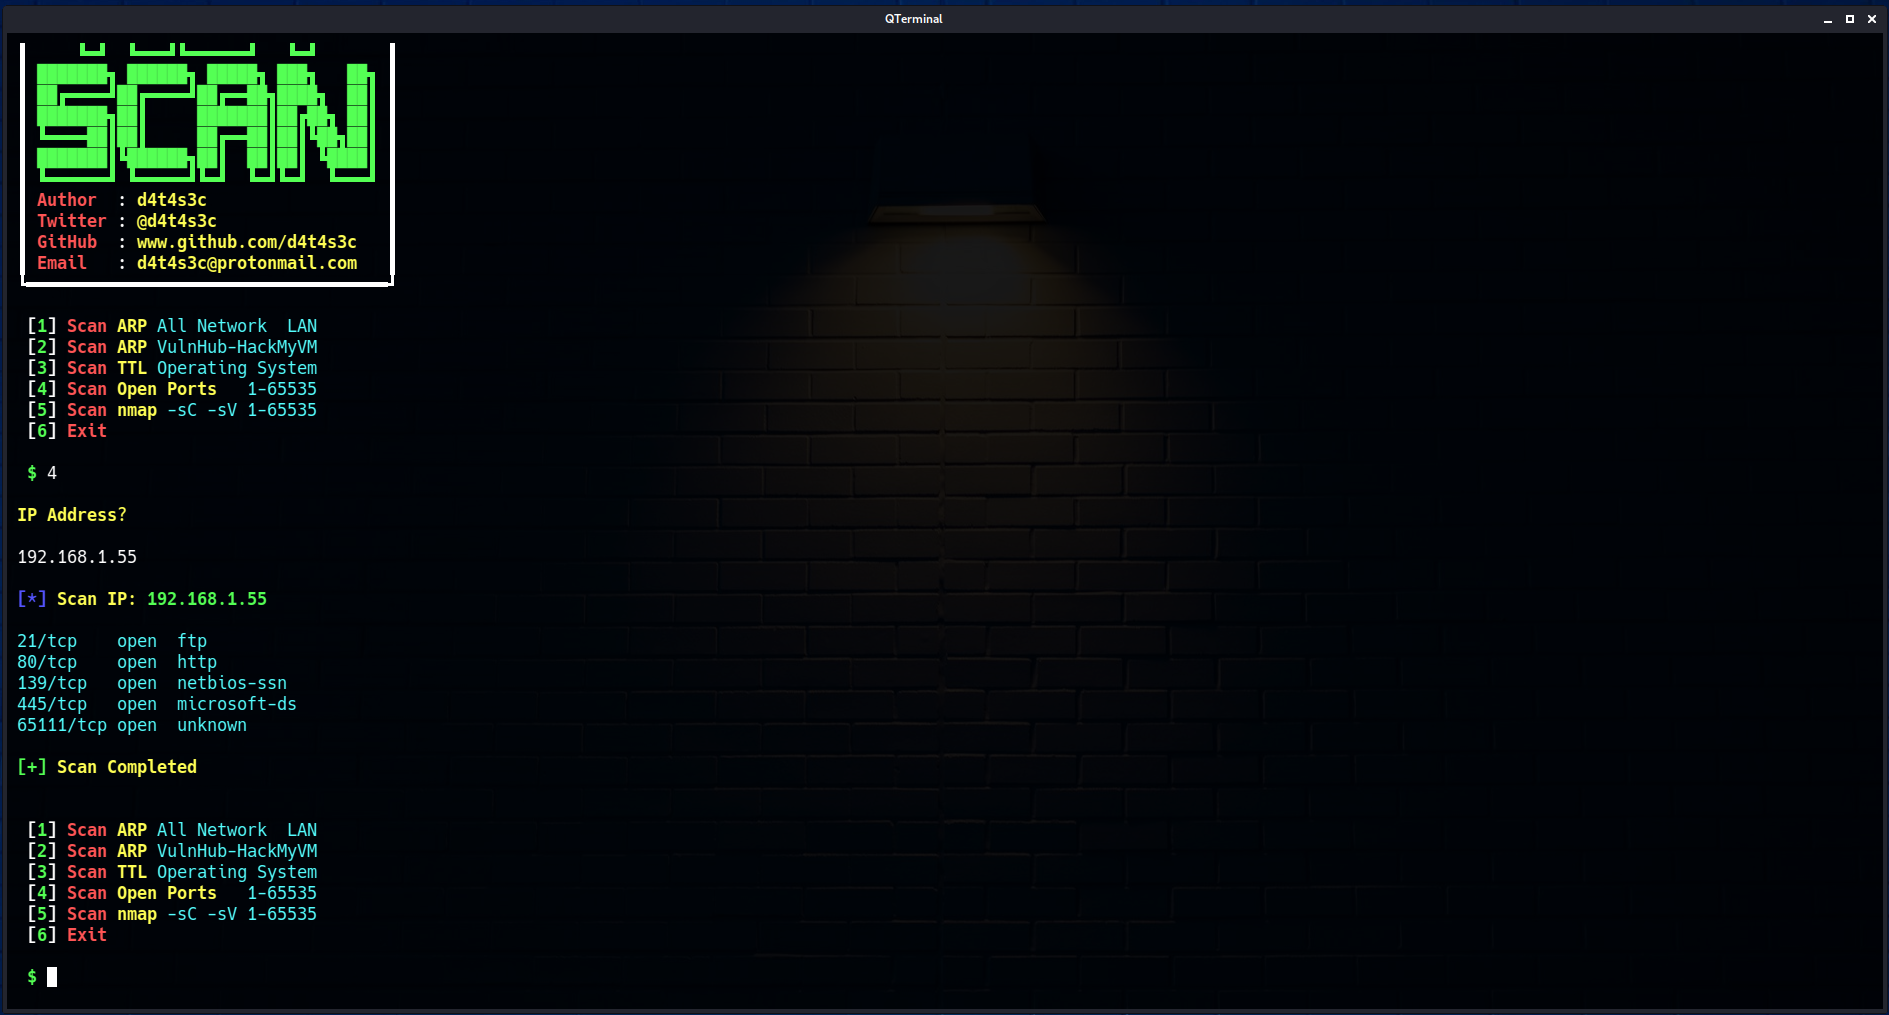 QTerminal
SCAN
Author  : d4t4s3c
Twitter : @d4t4s3c
GitHub  : www.github.com/d4t4s3c
Email   : d4t4s3c@protonmail.com
[1] Scan ARP All Network  LAN
[2] Scan ARP VulnHub-HackMyVM
[3] Scan TTL Operating System
[4] Scan Open Ports   1-65535
[5] Scan nmap -sC -sV 1-65535
[6] Exit
$ 4
IP Address?
192.168.1.55
[*] Scan IP: 192.168.1.55
21/tcp    open  ftp
80/tcp    open  http
139/tcp   open  netbios-ssn
445/tcp   open  microsoft-ds
65111/tcp open  unknown
[+] Scan Completed
[1] Scan ARP All Network  LAN
[2] Scan ARP VulnHub-HackMyVM
[3] Scan TTL Operating System
[4] Scan Open Ports   1-65535
[5] Scan nmap -sC -sV 1-65535
[6] Exit
$